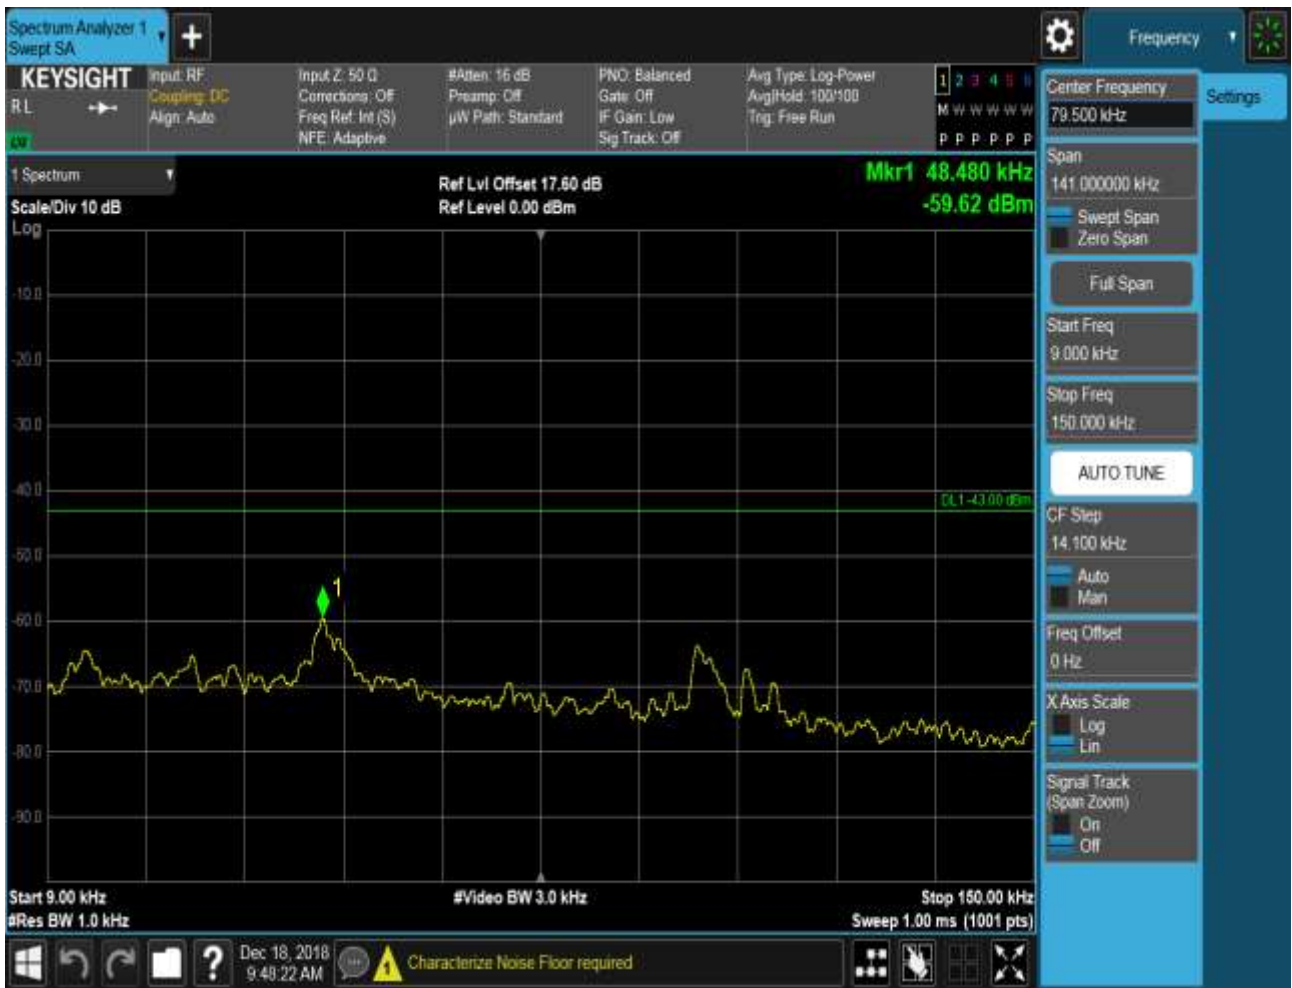 Spectrum Analyzer 1
Swept SA
Frequency
KEYSIGHT
R L
Input: RF
Coupling: DC
Align: Auto
Input Z: 50 Ω
Corrections: Off
Freq Ref: Int (S)
NFE: Adaptive
#Atten: 16 dB
Preamp: Off
µW Path: Standard
PNO: Balanced
Gate: Off
IF Gain: Low
Sig Track: Off
Avg Type: Log-Power
Avg|Hold: 100/100
Trig: Free Run
1 2 3 4 5 6
M W W W W W
P P P P P P
1 Spectrum
Scale/Div 10 dB
Log
Ref Lvl Offset 17.60 dB
Ref Level 0.00 dBm
Mkr1 48.480 kHz
-59.62 dBm
-10.0
-20.0
-30.0
-40.0
DL1 -43.00 dBm
-50.0
1
-60.0
-70.0
-80.0
-90.0
Start 9.00 kHz
#Res BW 1.0 kHz
#Video BW 3.0 kHz
Stop 150.00 kHz
Sweep 1.00 ms (1001 pts)
Center Frequency
79.500 kHz
Settings
Span
141.000000 kHz
Swept Span
Zero Span
Full Span
Start Freq
9.000 kHz
Stop Freq
150.000 kHz
AUTO TUNE
CF Step
14.100 kHz
Auto
Man
Freq Offset
0 Hz
X Axis Scale
Log
Lin
Signal Track
(Span Zoom)
On
Off
?
Dec 18, 2018
9:48:22 AM
1
Characterize Noise Floor required